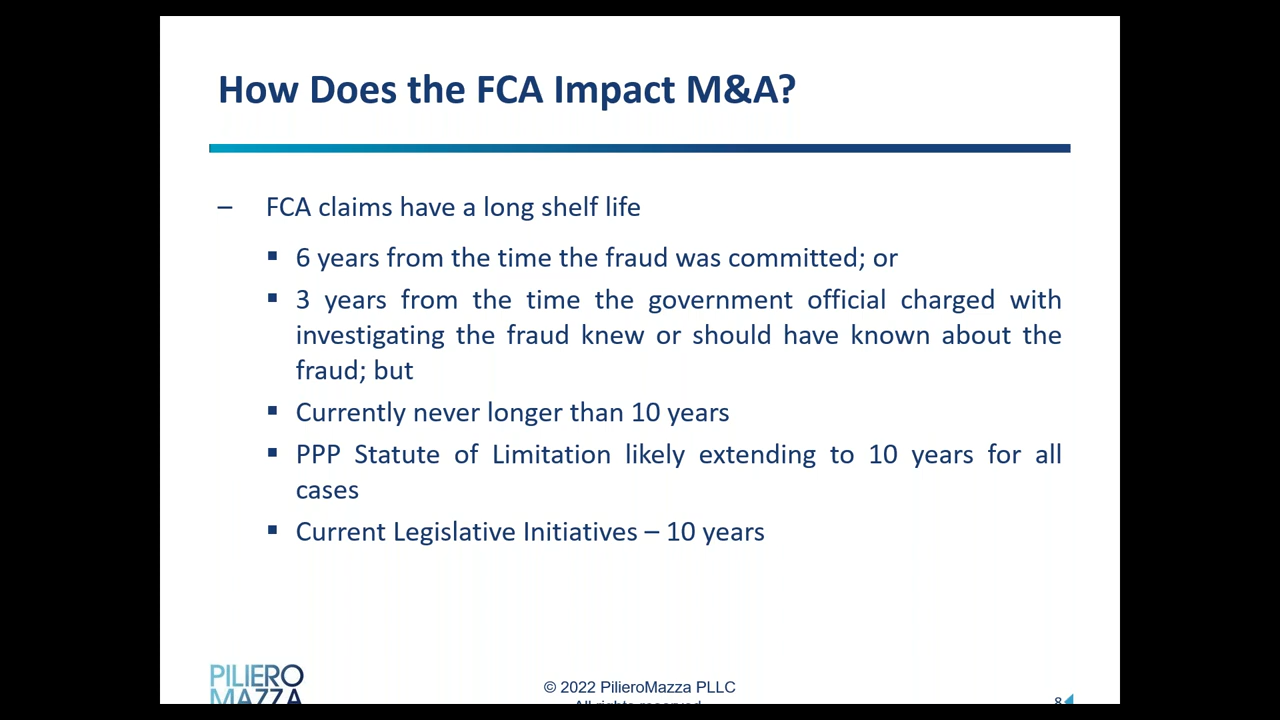 How Does the FCA Impact M&A?
– FCA claims have a long shelf life
▪ 6 years from the time the fraud was committed; or
▪ 3 years from the time the government official charged with
investigating the fraud knew or should have known about the
fraud; but
▪ Currently never longer than 10 years
▪ PPP Statute of Limitation likely extending to 10 years for all
cases
▪ Current Legislative Initiatives – 10 years
PILIERO
MAZZA
© 2022 PilieroMazza PLLC
All rights reserved
8